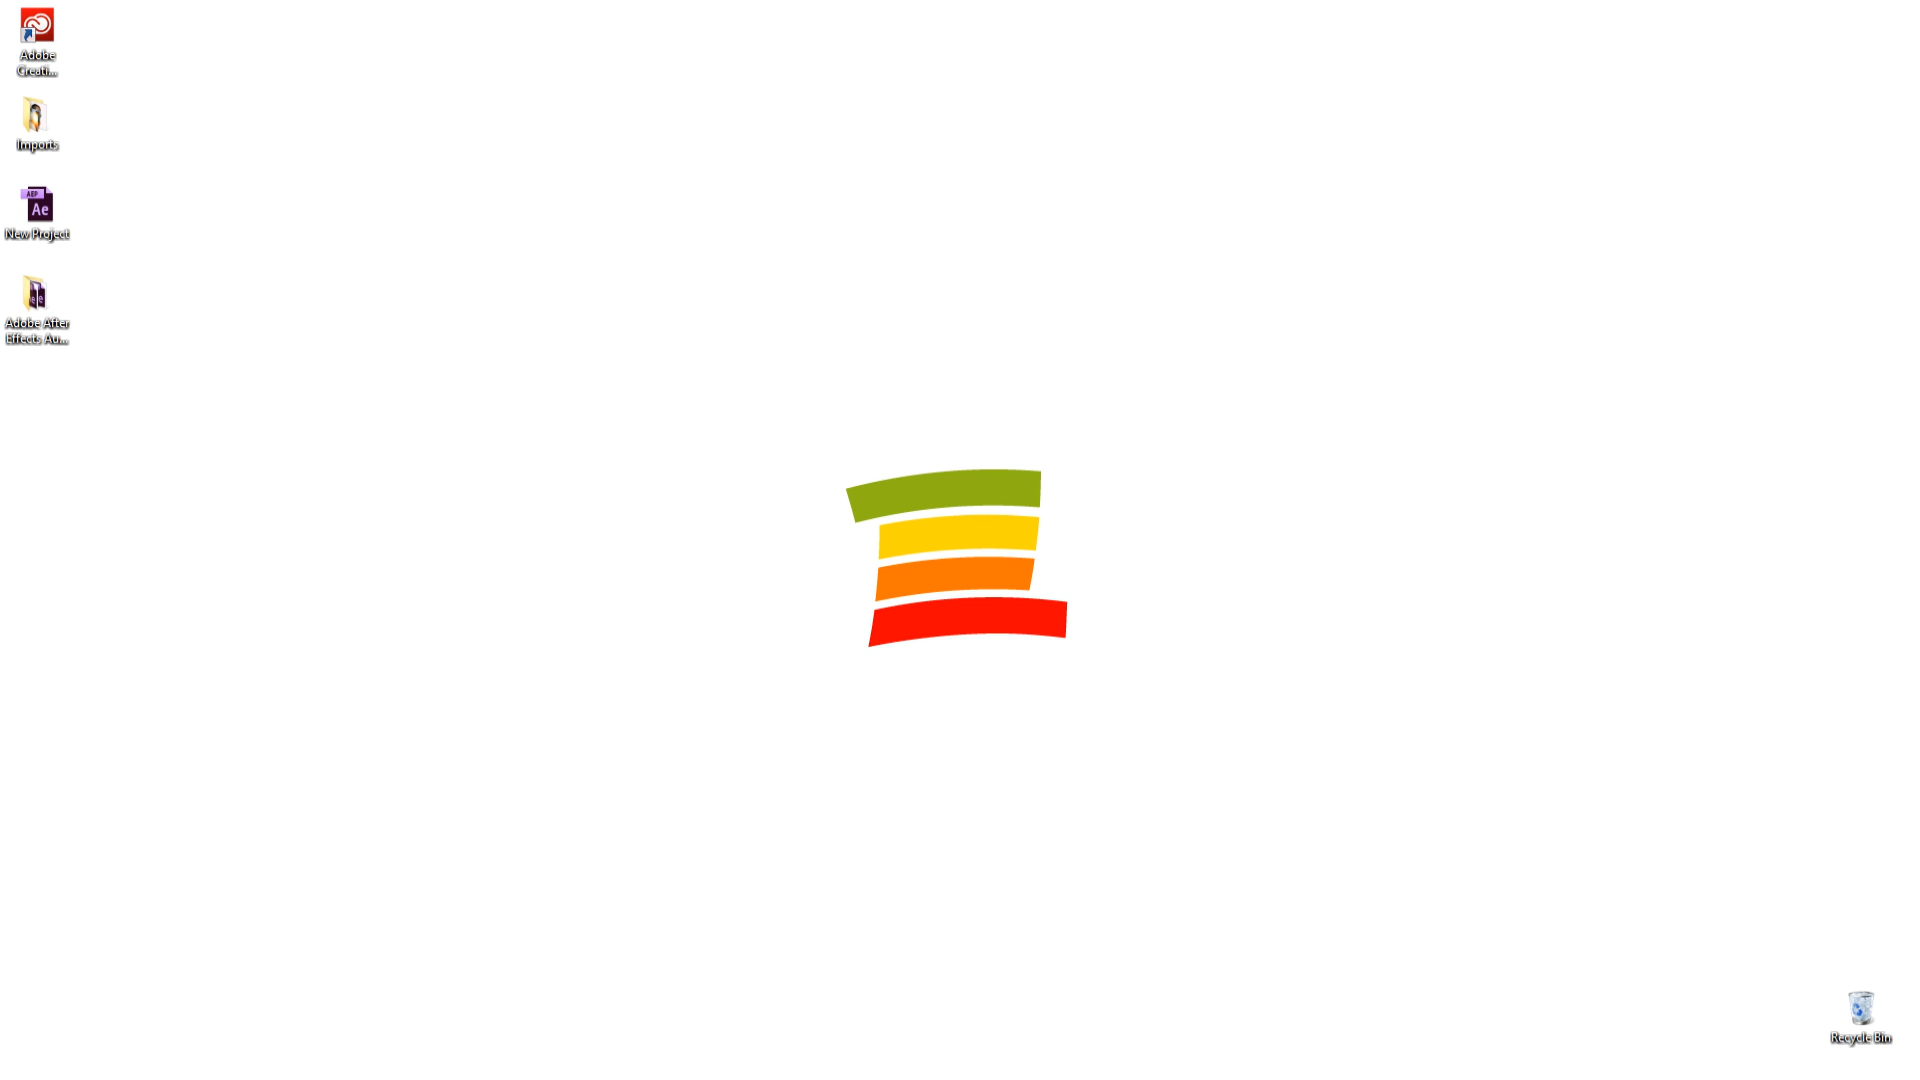 Adobe
Creati...
Imports
AEP
Ae
New Project
Adobe After
Effects Au...
Recycle Bin